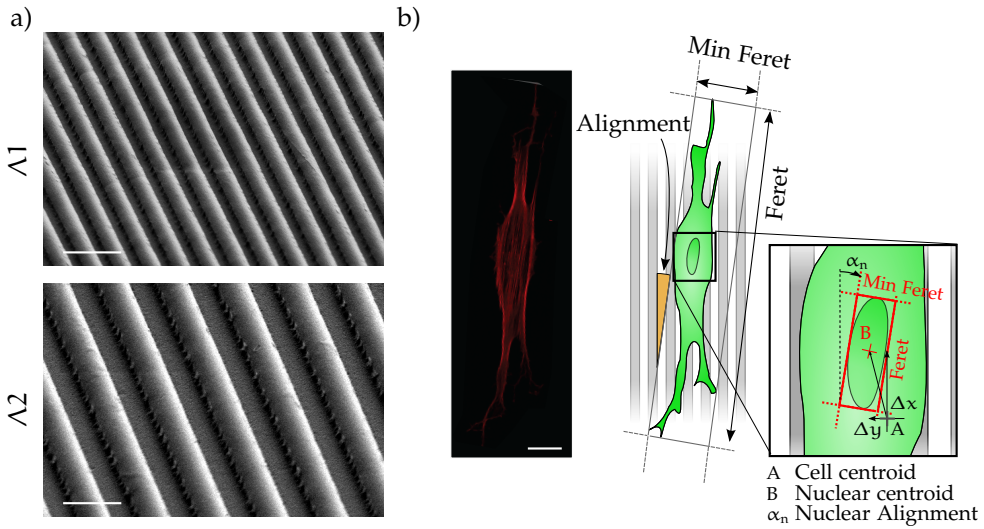 a)
b)
Λ1
Λ2
Min Feret
Alignment
Feret
αn
Min Feret
B
Feret
Δx
Δy
A
A Cell centroid
B Nuclear centroid
αn Nuclear Alignment